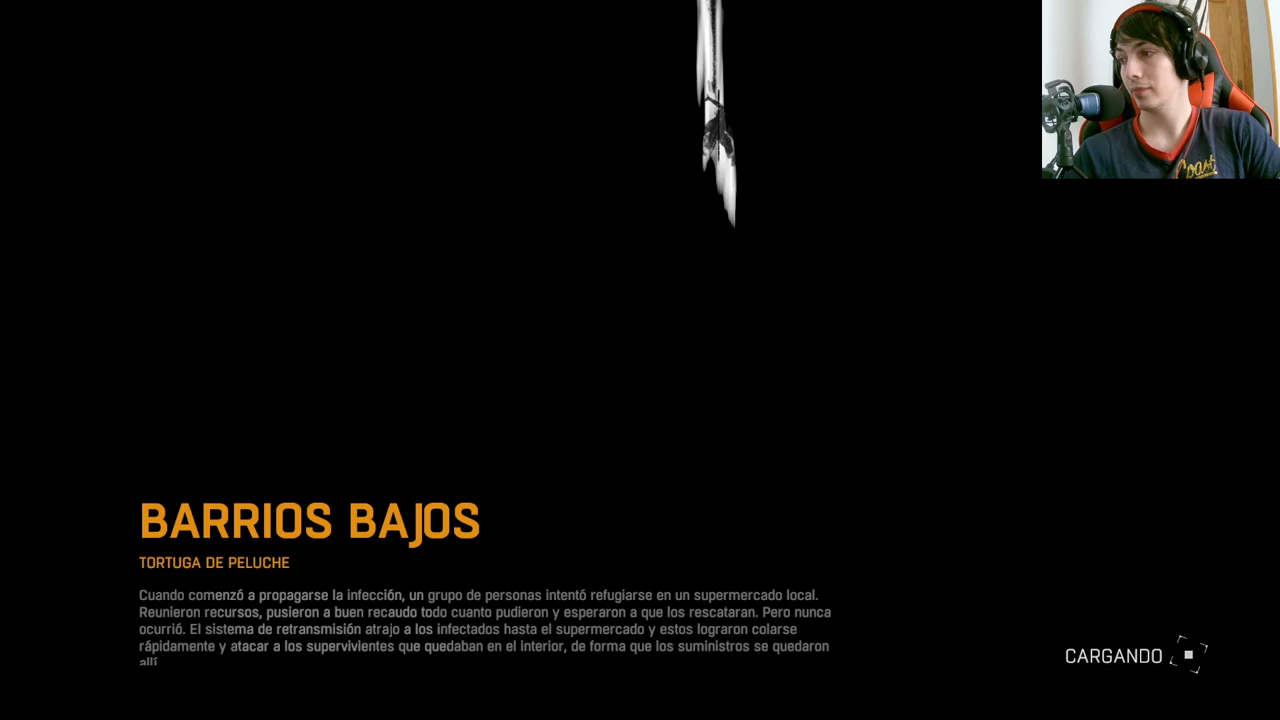 Coast
BARRIOS BAJOS
TORTUGA DE PELUCHE
Cuando comenzó a propagarse la infección, un grupo de personas intentó refugiarse en un supermercado local.
Reunieron recursos, pusieron a buen recaudo todo cuanto pudieron y esperaron a que los rescataran. Pero nunca
ocurrió. El sistema de retransmisión atrajo a los infectados hasta el supermercado y estos lograron colarse
rápidamente y atacar a los supervivientes que quedaban en el interior, de forma que los suministros se quedaron
allí
CARGANDO